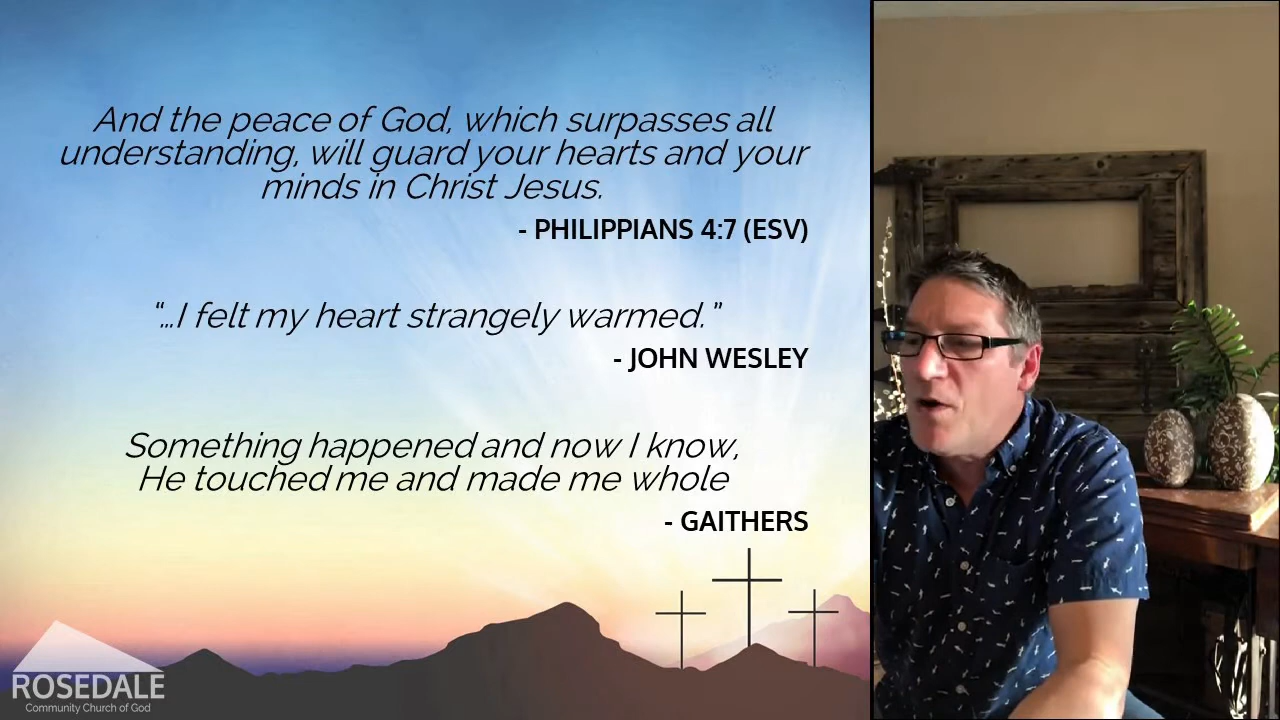 And the peace of God, which surpasses all
understanding, will guard your hearts and your
minds in Christ Jesus.
- PHILIPPIANS 4:7 (ESV)
“...I felt my heart strangely warmed.”
- JOHN WESLEY
Something happened and now I know,
He touched me and made me whole
- GAITHERS
ROSEDALE
Community Church of God